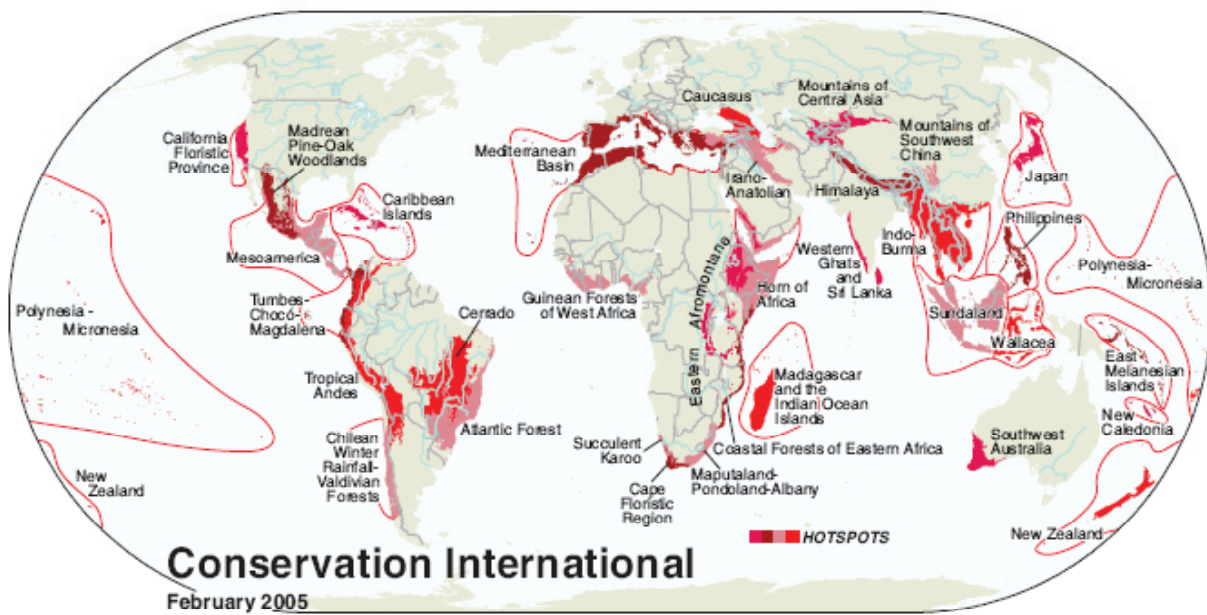 California
Floristic
Province
Madrean
Pine-Oak
Woodlands
Caribbean
Islands
Mesoamerica
Polynesia -
Micronesia
Tumbes-
Chocó-
Magdalena
Cerrado
Tropical
Andes
Atlantic Forest
Chilean
Winter
Rainfall-
Valdivian
Forests
New
Zealand
Mediterranean
Basin
Caucasus
Irano-
Anatolian
Mountains of
Central Asia
Mountains of
Southwest
China
Himalaya
Japan
Indo-
Burma
Philippines
Western
Ghats
and
Sri Lanka
Polynesia-
Micronesia
Guinean Forests
of West Africa
Eastern Afromontane
Horn of
Africa
Sundaland
Wallacea
East
Melanesian
Islands
Madagascar
and the
Indian Ocean
Islands
New
Caledonia
Southwest
Australia
Succulent
Karoo
Cape
Floristic
Region
Coastal Forests of Eastern Africa
Maputaland-
Pondoland-Albany
New Zealand
HOTSPOTS
Conservation International
February 2005